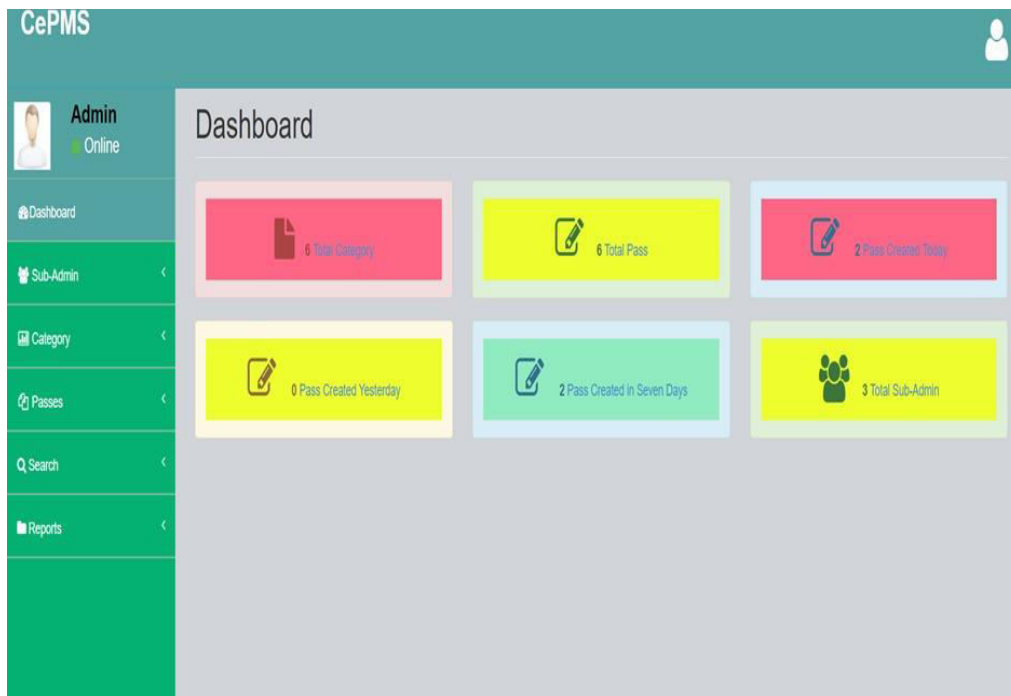 CePMS
Admin
Online
Dashboard
Sub-Admin
Category
Passes
Search
Reports
Dashboard
6 Total Category
6 Total Pass
2 Pass Created Today
0 Pass Created Yesterday
2 Pass Created in Seven Days
3 Total Sub-Admin